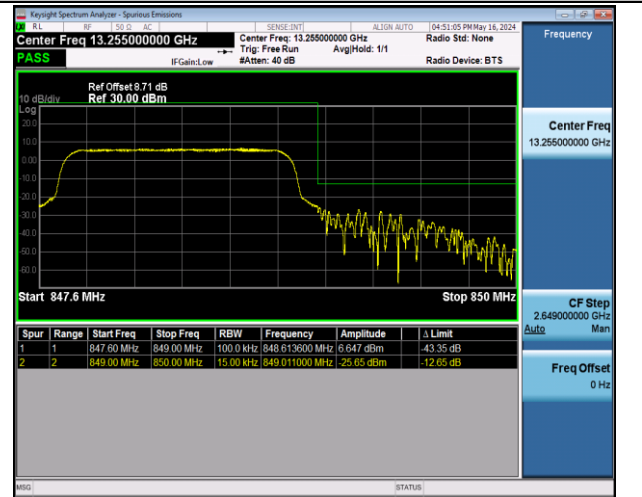 Keysight Spectrum Analyzer - Spurious Emissions
RL RF 50 Ω AC SENSE:INT ALIGN AUTO 04:51:05 PM May 16, 2024
Center Freq 13.255000000 GHz
Center Freq: 13.255000000 GHz Radio Std: None
Trig: Free Run Avg|Hold: 1/1
PASS IFGain:Low #Atten: 40 dB Radio Device: BTS
Ref Offset 8.71 dB
10 dB/div Ref 30.00 dBm
Log
20.0
10.0
0.00
-10.0
-20.0
-30.0
-40.0
-50.0
-60.0
Start 847.6 MHz Stop 850 MHz
Spur Range Start Freq Stop Freq RBW Frequency Amplitude Δ Limit
1 1 847.60 MHz 849.00 MHz 100.0 kHz 848.613600 MHz 6.647 dBm -43.35 dB
2 2 849.00 MHz 850.00 MHz 15.00 kHz 849.011000 MHz -25.65 dBm -12.65 dB
MSG STATUS
Frequency
Center Freq
13.255000000 GHz
CF Step
2.649000000 GHz
Auto Man
Freq Offset
0 Hz